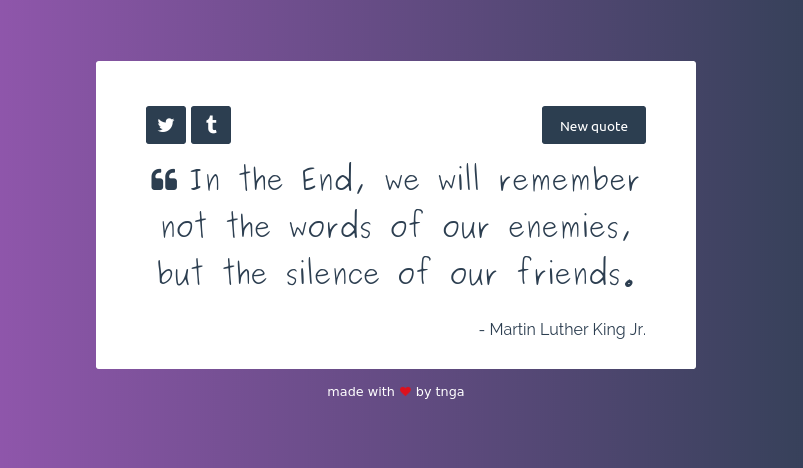 New quote
In the End, we will remember
not the words of our enemies,
but the silence of our friends.
- Martin Luther King Jr.
made with ❤ by tnga